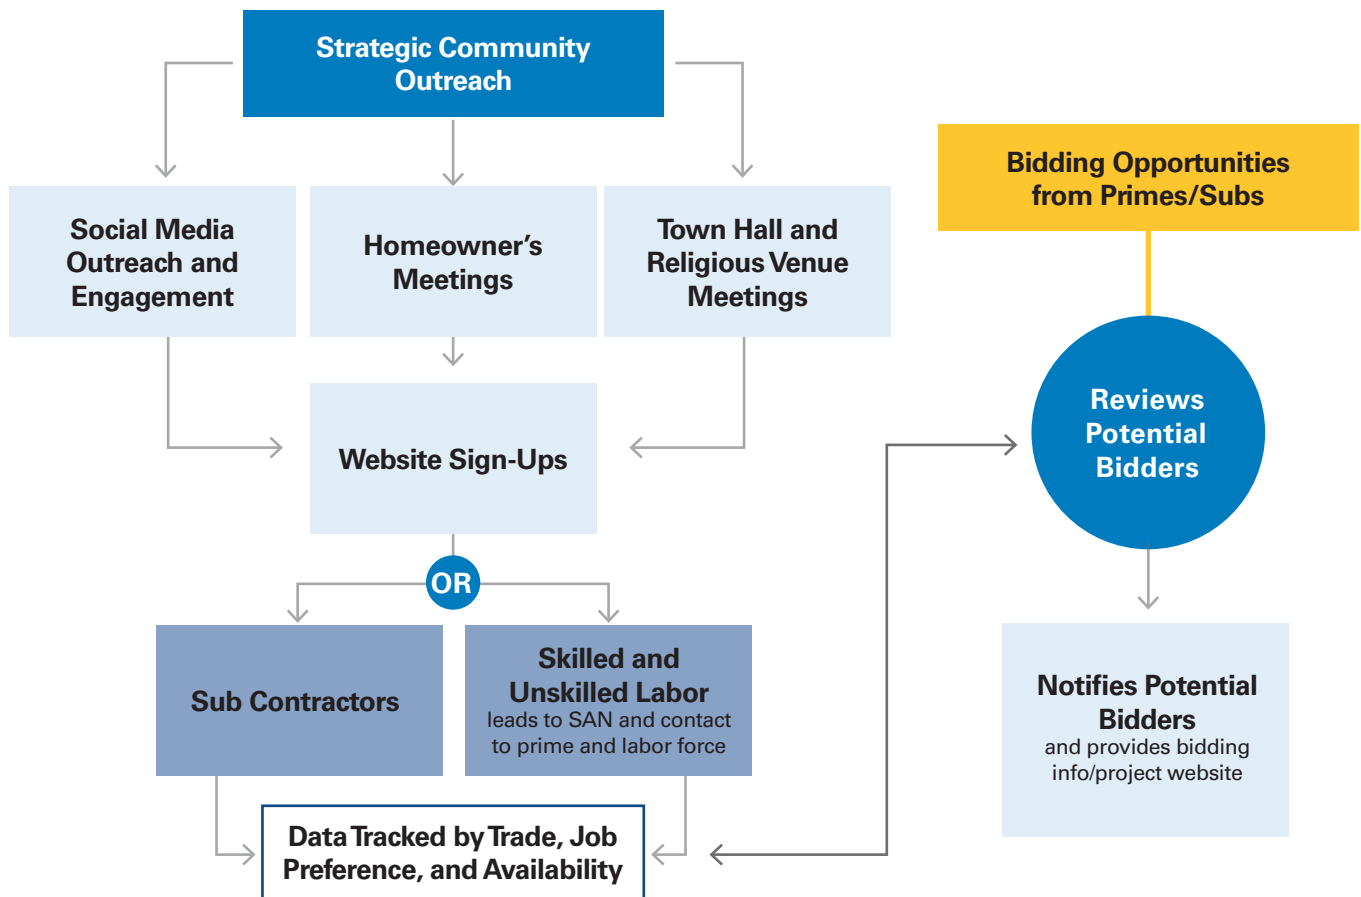 Strategic Community
Outreach
Social Media
Outreach and
Engagement
Homeowner’s
Meetings
Town Hall and
Religious Venue
Meetings
Website Sign-Ups
OR
Sub Contractors
Skilled and
Unskilled Labor
leads to SAN and contact
to prime and labor force
Data Tracked by Trade, Job
Preference, and Availability
Bidding Opportunities
from Primes/Subs
Reviews
Potential
Bidders
Notifies Potential
Bidders
and provides bidding
info/project website